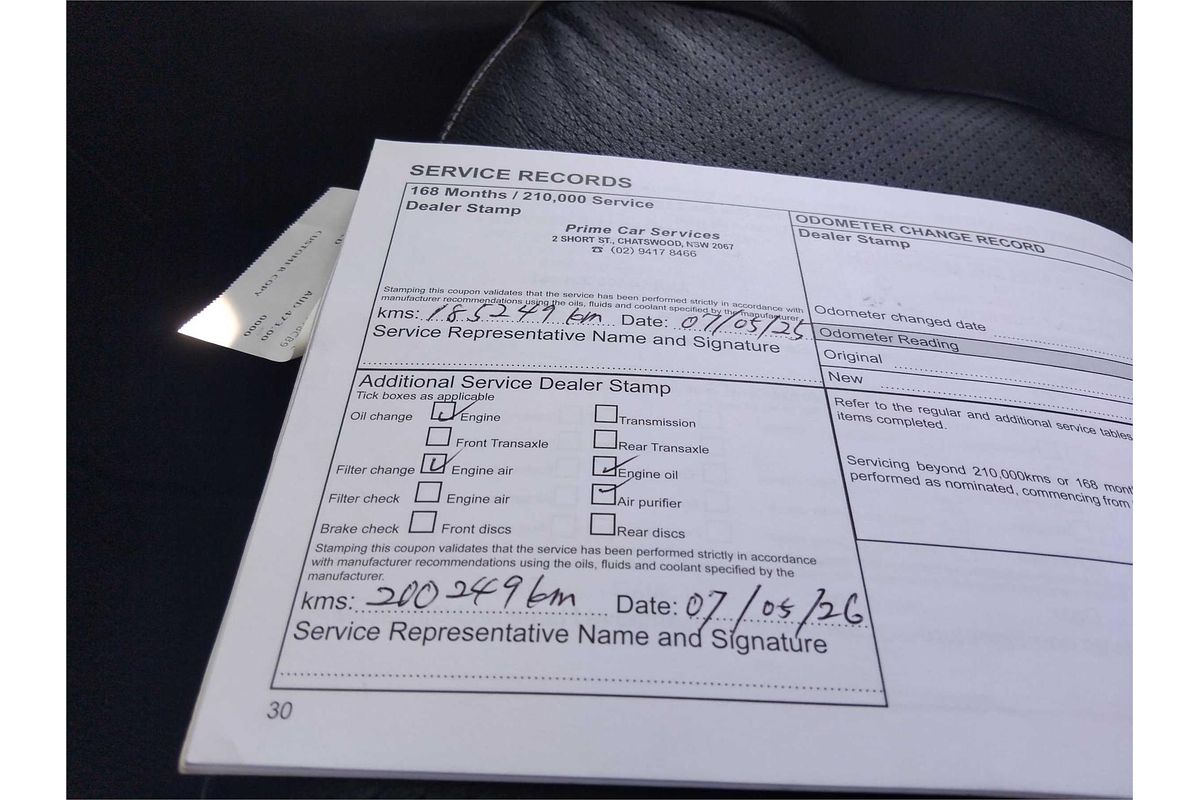 SERVICE RECORDS
168 Months / 210,000 Service
Dealer Stamp
Prime Car Services
2 SHORT ST., CHATSWOOD, NSW 2067
☎ (02) 9417 8466
Stamping this coupon validates that the service has been performed strictly in accordance with
manufacturer recommendations using the oils, fluids and coolant specified by the manufacturer.
kms: 185249 km Date: 07/05/25
Service Representative Name and Signature
Additional Service Dealer Stamp
Tick boxes as applicable
Oil change Engine Transmission
Front Transaxle Rear Transaxle
Filter change Engine air Engine oil
Filter check Engine air Air purifier
Brake check Front discs Rear discs
Stamping this coupon validates that the service has been performed strictly in accordance
with manufacturer recommendations using the oils, fluids and coolant specified by the
manufacturer.
kms: 200249 km Date: 07/05/26
Service Representative Name and Signature
30
ODOMETER CHANGE RECORD
Dealer Stamp
Odometer changed date
Odometer Reading
Original
New
Refer to the regular and additional service tables
items completed.
Servicing beyond 210,000kms or 168
performed as nominated, commencing from
CUSTOMER COPY
AUD